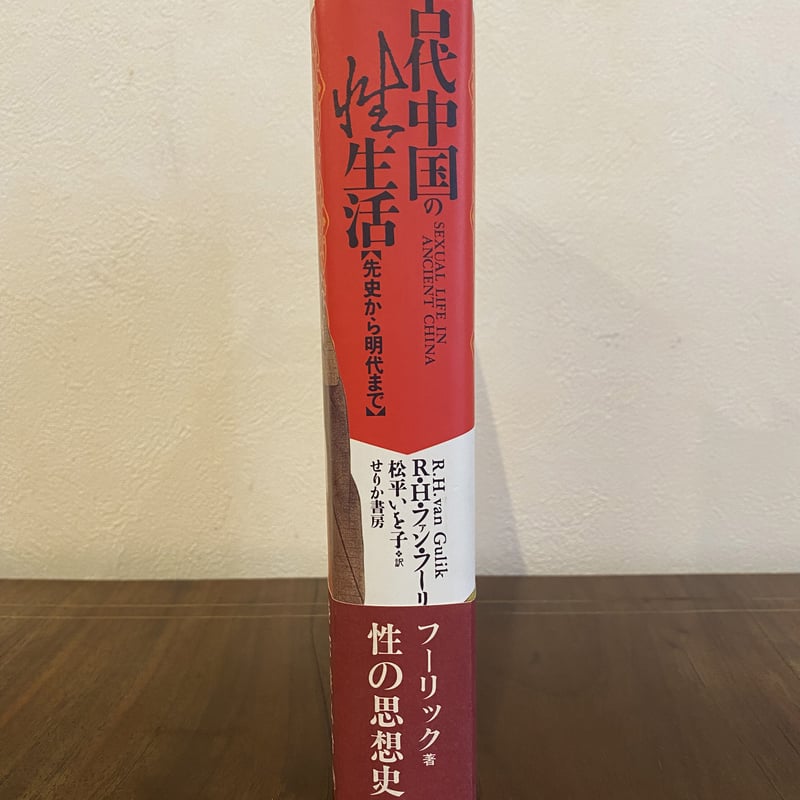 古代中国の
性生活
SEXUAL LIFE IN
ANCIENT CHINA
【先史から明代まで】
R.H.van Gulik
R・H・ファン・フーリ
松平いを子❖訳
せりか書房
フーリック著
性の思想史